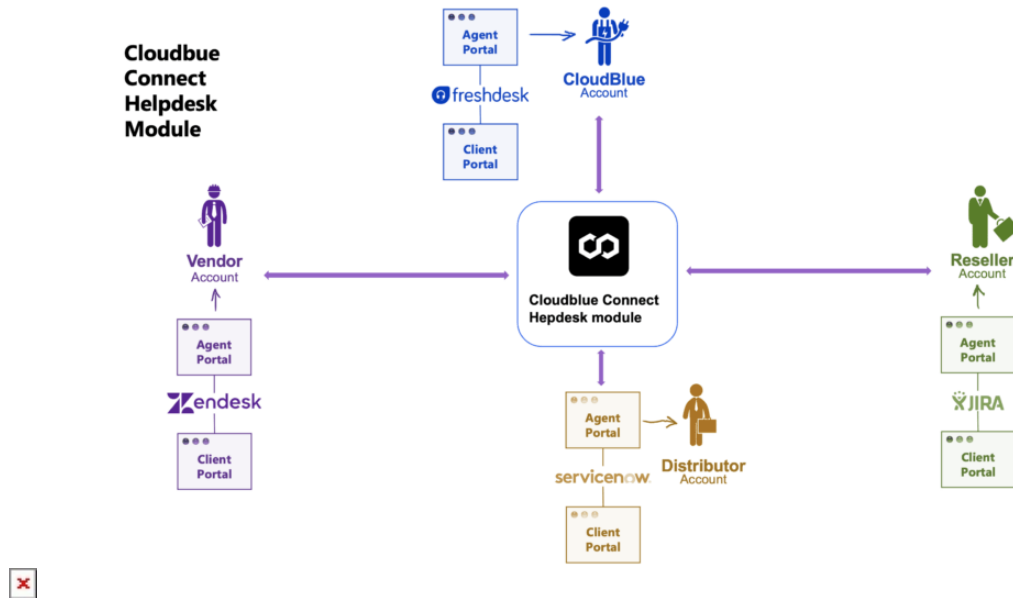 Cloudbue
Connect
Helpdesk
Module
Agent
Portal
freshdesk
Client
Portal
CloudBlue
Account
Vendor
Account
Agent
Portal
Zendesk
Client
Portal
Cloudblue Connect
Hepdesk module
Agent
Portal
servicenow
Client
Portal
Distributor
Account
Reseller
Account
Agent
Portal
JIRA
Client
Portal